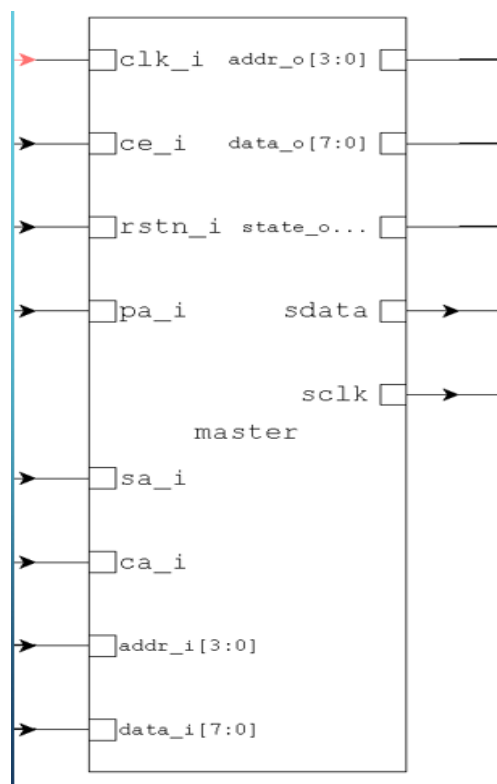 clk_i addr_o[3:0]
ce_i data_o[7:0]
rstn_i state_o...
pa_i sdata
sclk
master
sa_i
ca_i
addr_i[3:0]
data_i[7:0]